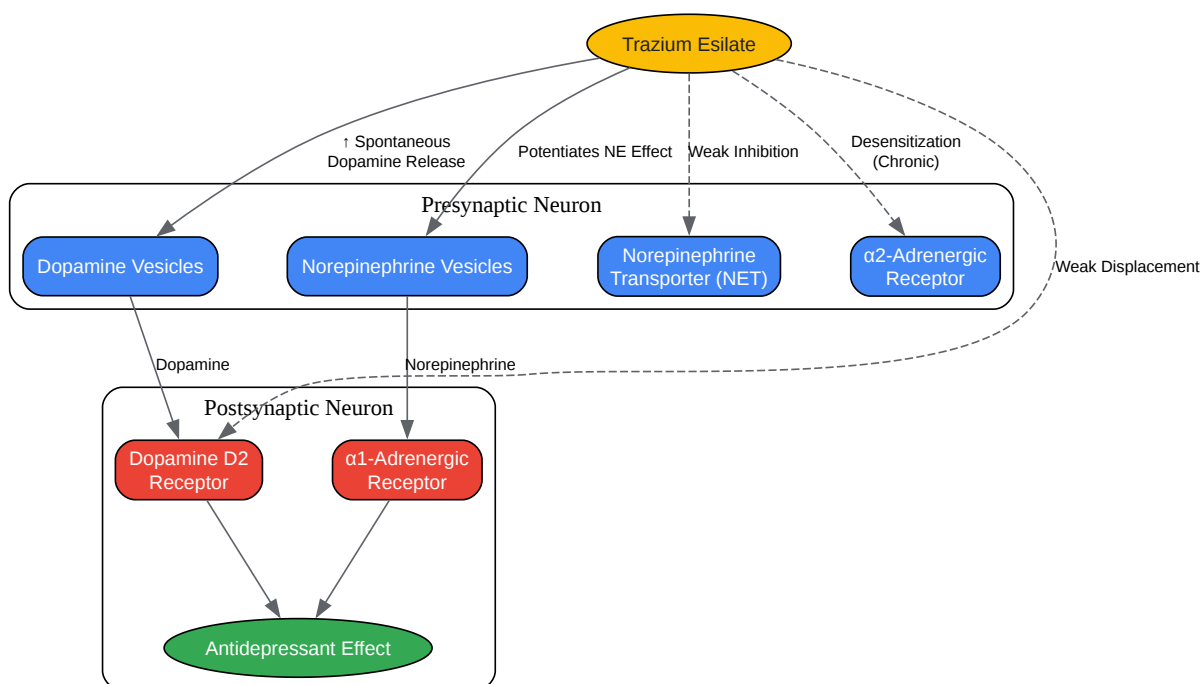 Trazium Esilate
↑ Spontaneous
Dopamine Release
Potentiates NE Effect
Weak Inhibition
Desensitization
(Chronic)
Presynaptic Neuron
Dopamine Vesicles
Norepinephrine Vesicles
Norepinephrine
Transporter (NET)
α2-Adrenergic
Receptor
Weak Displacement
Dopamine
Norepinephrine
Postsynaptic Neuron
Dopamine D2
Receptor
α1-Adrenergic
Receptor
Antidepressant Effect